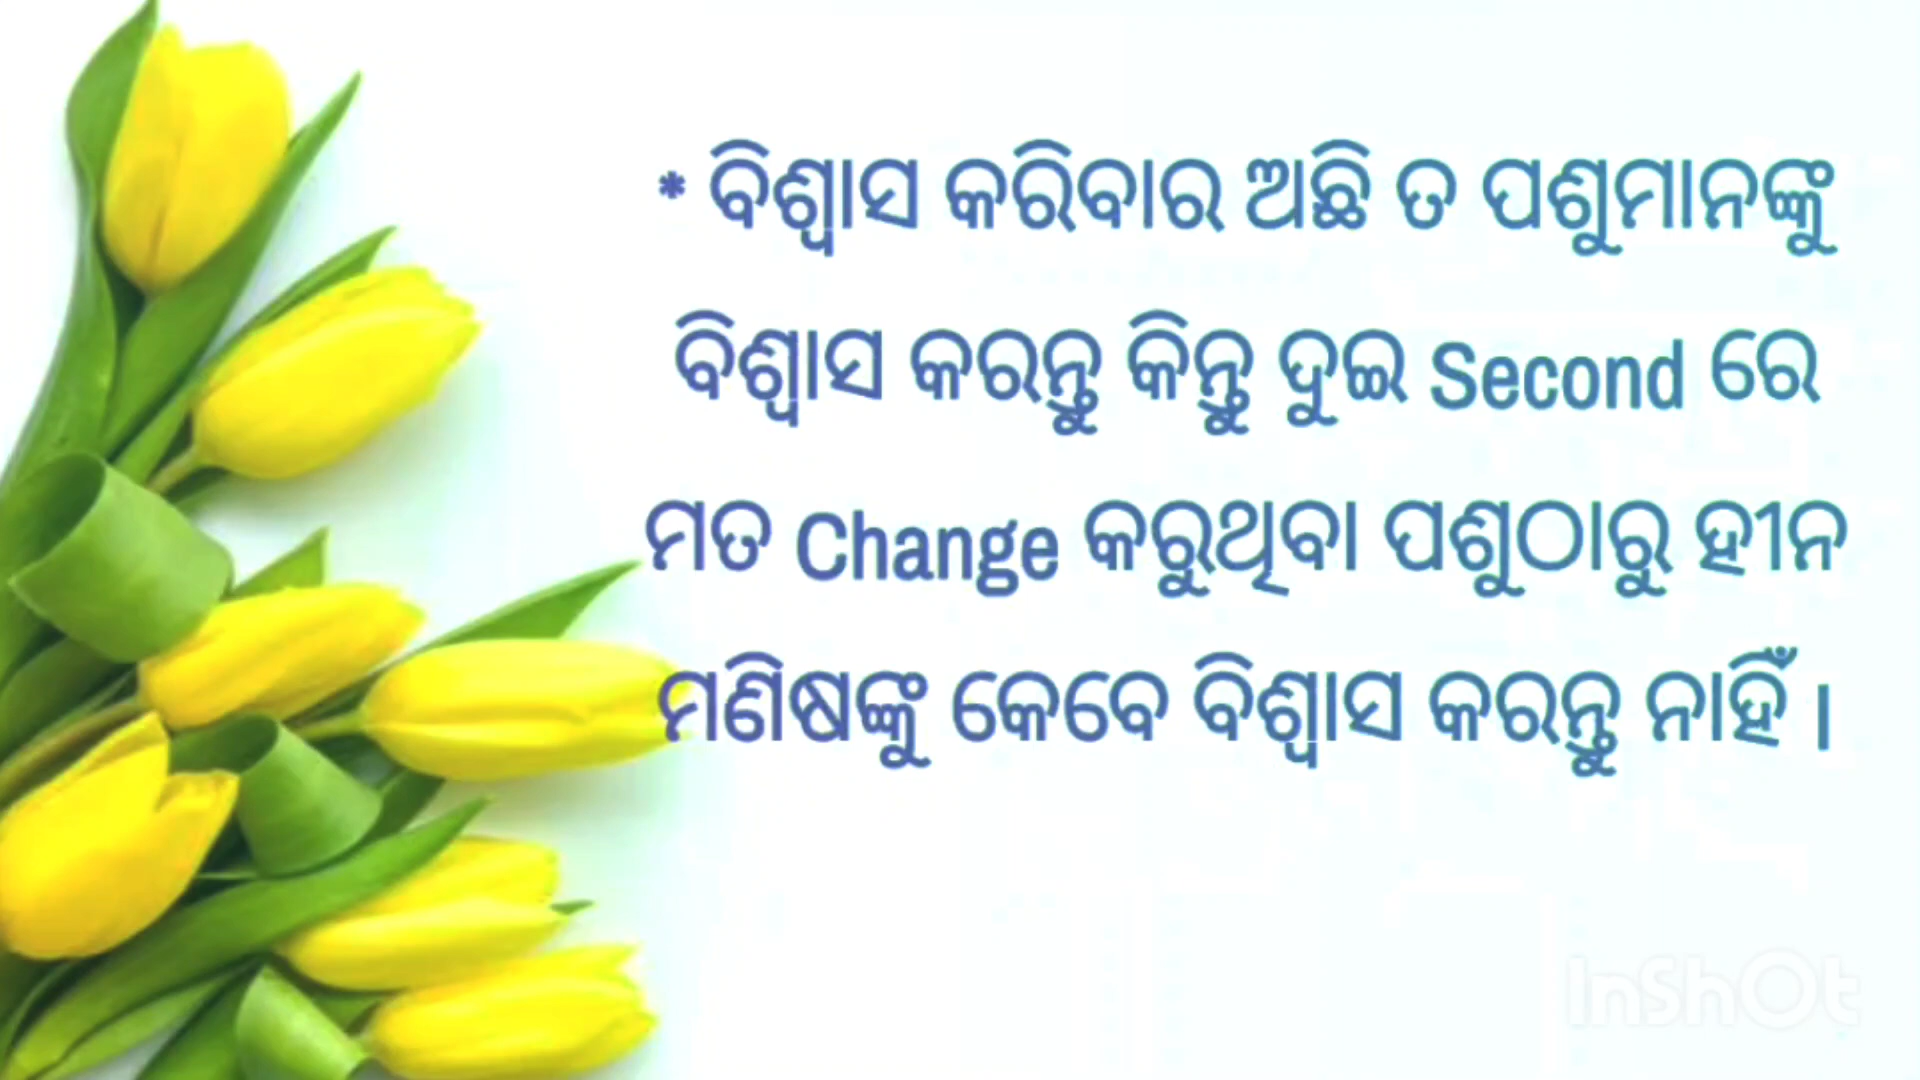 * ବିଶ୍ୱାସ କରିବାର ଅଛି ତ ପଶୁମାନଙ୍କୁ
ବିଶ୍ୱାସ କରନ୍ତୁ କିନ୍ତୁ ଦୁଇ Second ରେ
ମତ Change କରୁଥିବା ପଶୁଠାରୁ ହୀନ
ମଣିଷଙ୍କୁ କେବେ ବିଶ୍ୱାସ କରନ୍ତୁ ନାହିଁ ।
InShOt